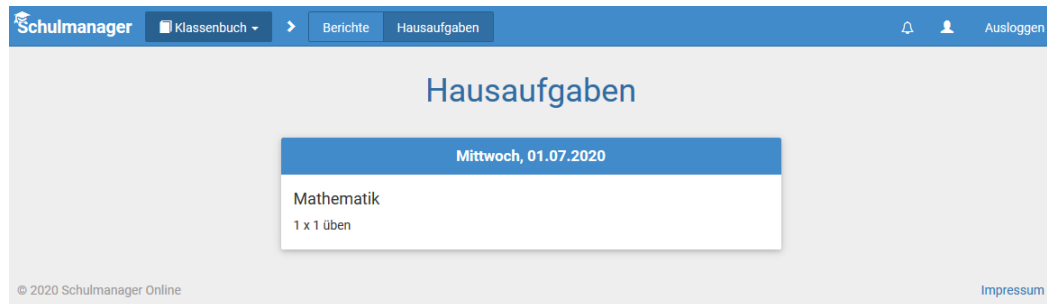 Schulmanager Klassenbuch Berichte Hausaufgaben Ausloggen
Hausaufgaben
Mittwoch, 01.07.2020
Mathematik
1 x 1 üben
© 2020 Schulmanager Online Impressum